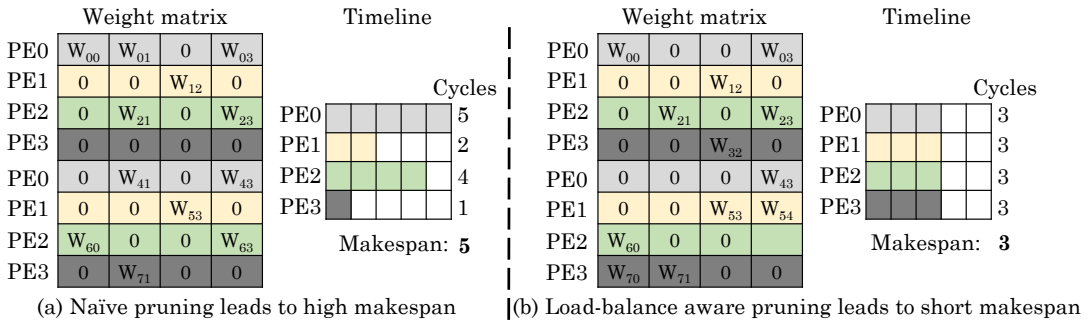 Weight matrix Timeline
PE0 W00 W01 0 W03
PE1 0 0 W12 0
PE2 0 W21 0 W23
PE3 0 0 0 0
PE0 0 W41 0 W43
PE1 0 0 W53 0
PE2 W60 0 0 W63
PE3 0 W71 0 0
Cycles
PE0 5
PE1 2
PE2 4
PE3 1
Makespan: 5
(a) Naïve pruning leads to high makespan
Weight matrix Timeline
PE0 W00 0 0 W03
PE1 0 0 W12 0
PE2 0 W21 0 W23
PE3 0 0 W32 0
PE0 0 0 0 W43
PE1 0 0 W53 W54
PE2 W60 0 0
PE3 W70 W71 0 0
Cycles
PE0 3
PE1 3
PE2 3
PE3 3
Makespan: 3
(b) Load-balance aware pruning leads to short makespan